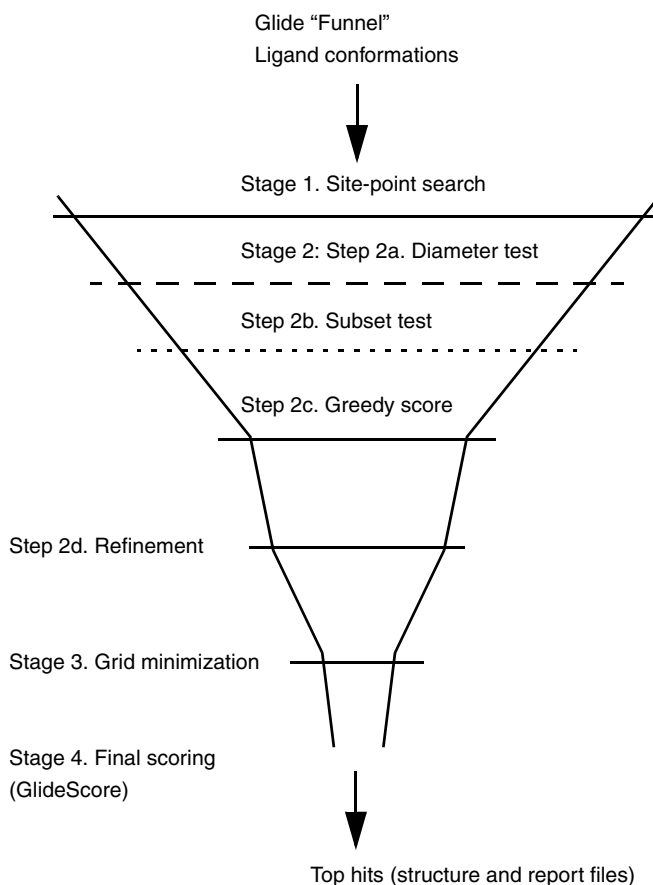 Glide “Funnel”
Ligand conformations
Stage 1. Site-point search
Stage 2: Step 2a. Diameter test
Step 2b. Subset test
Step 2c. Greedy score
Step 2d. Refinement
Stage 3. Grid minimization
Stage 4. Final scoring
(GlideScore)
Top hits (structure and report files)